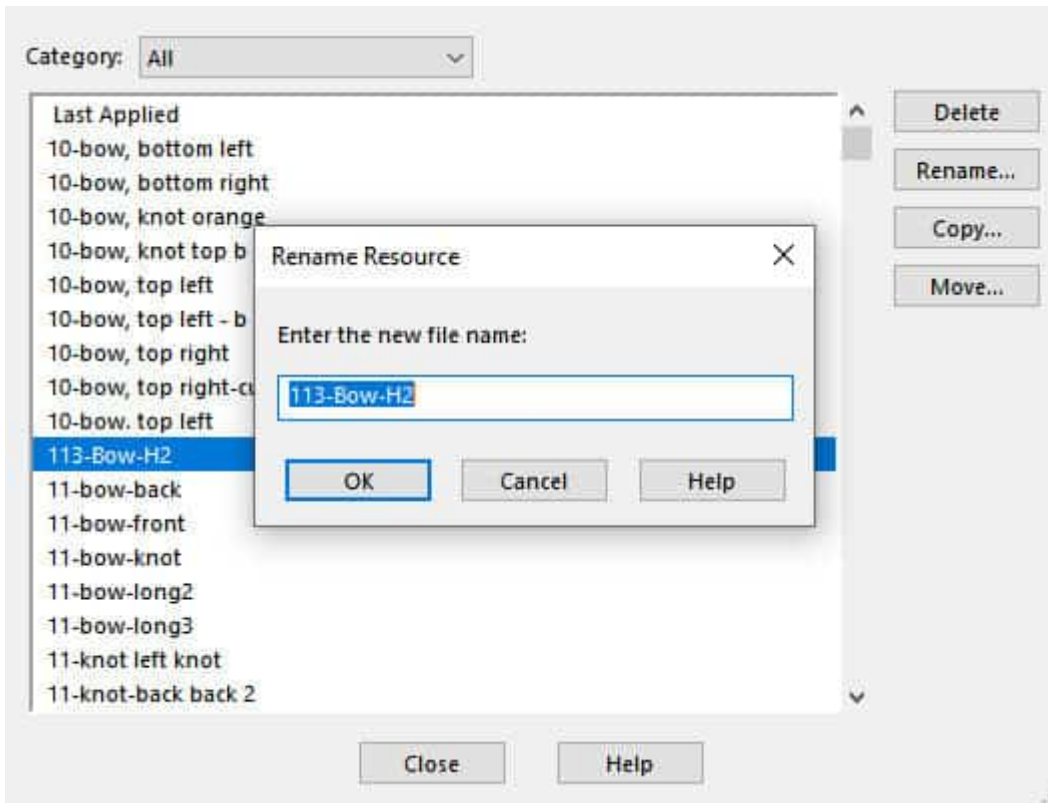 Category: All
Last Applied
10-bow, bottom left
10-bow, bottom right
10-bow, knot orange
10-bow, knot top b
10-bow, top left
10-bow, top left - b
10-bow, top right
10-bow, top right-cu
10-bow. top left
113-Bow-H2
11-bow-back
11-bow-front
11-bow-knot
11-bow-long2
11-bow-long3
11-knot left knot
11-knot-back back 2
Delete
Rename...
Copy...
Move...
Rename Resource
Enter the new file name:
113-Bow-H2
OK Cancel Help
Close Help